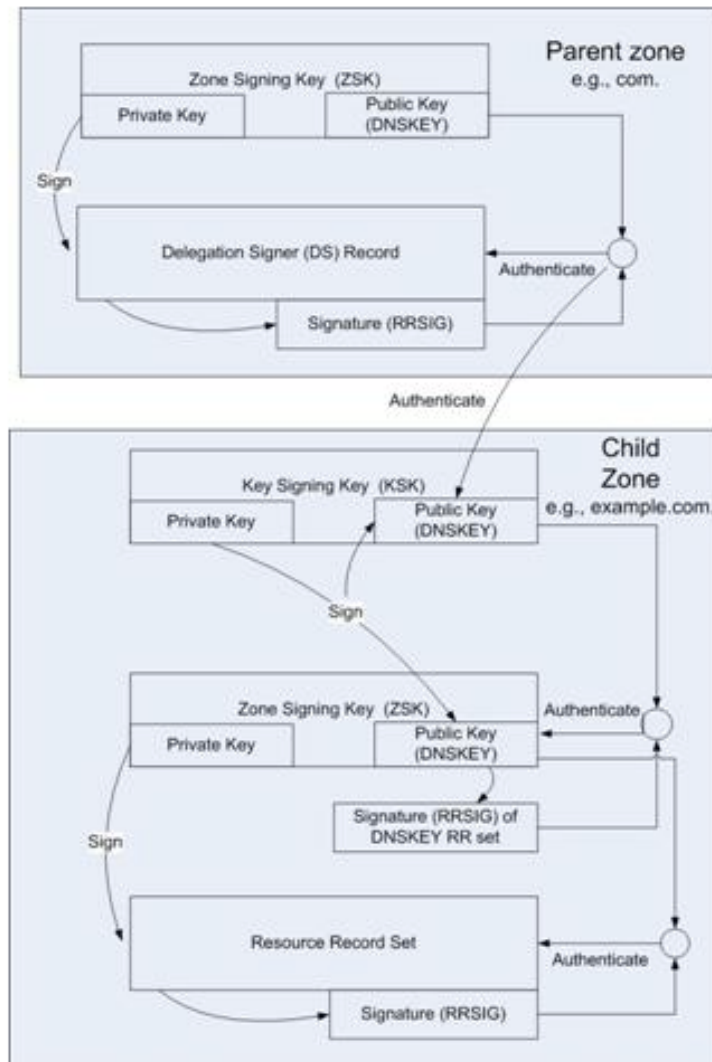 Parent zone
e.g., com.
Zone Signing Key (ZSK)
Private Key
Public Key
(DNSKEY)
Sign
Delegation Signer (DS) Record
Authenticate
Signature (RRSIG)
Authenticate
Child
Zone
e.g., example.com.
Key Signing Key (KSK)
Private Key
Public Key
(DNSKEY)
Sign
Zone Signing Key (ZSK)
Private Key
Public Key
(DNSKEY)
Authenticate
Signature (RRSIG) of
DNSKEY RR set
Sign
Resource Record Set
Authenticate
Signature (RRSIG)